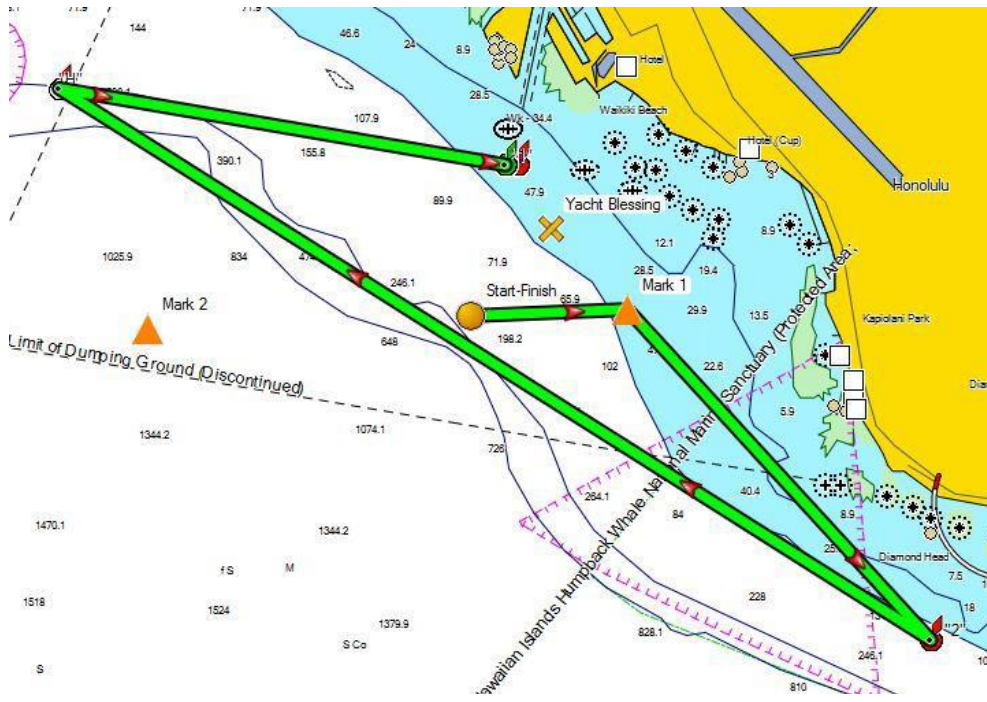 71.9
71.9
144
46.6
24
8.9
Hotel
"H"
28.5
107.9
Wk - 34.4
Waikiki Beach
Hotel (Cup)
390.1
155.8
89.9
47.9
Honolulu
Yacht Blessing
8.9
12.1
1025.9
834
71.9
28.5
19.4
246.1
Start-Finish
65.9
Mark 1
Mark 2
198.2
29.9
13.5
Kapiolani Park
648
102
22.6
Limit of Dumping Ground (Discontinued)
Hawaiian Islands Humpback Whale National Marine Sanctuary (Protected Area)
5.9
1344.2
1074.1
726
264.1
40.4
84
8.9
1470.1
1344.2
Diamond Head
f S
M
7.5
1518
1524
228
18
1379.9
828.1
"2"
S Co
246.1
S
810